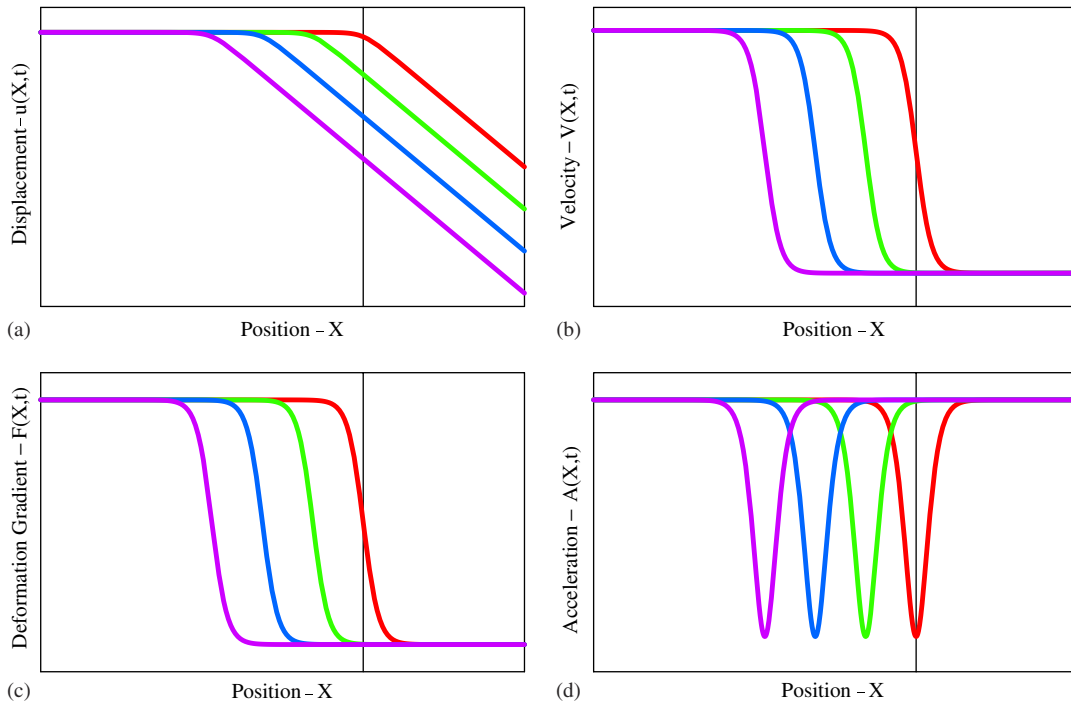 Displacement – u(X,t)
Position – X
(a)
Velocity – V(X,t)
Position – X
(b)
Deformation Gradient – F(X,t)
Position – X
(c)
Acceleration – A(X,t)
Position – X
(d)